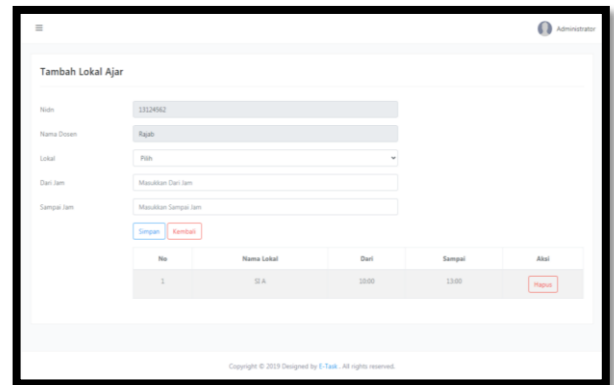 Administrator
Tambah Lokal Ajar
Nidn 13124562
Nama Dosen Rajab
Lokal Pilih
Dari Jam Masukkan Dari Jam
Sampai Jam Masukkan Sampai Jam
Simpan Kembali
No Nama Lokal Dari Sampai Aksi
1 SI A 10:00 13:00 Hapus
Copyright © 2019 Designed by E-Task . All rights reserved.